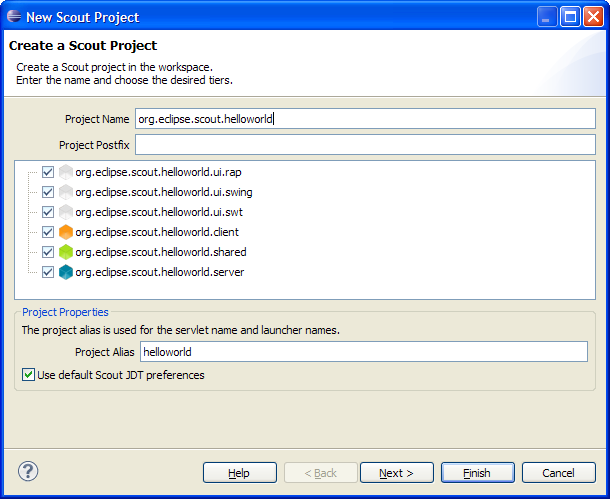 New Scout Project
Create a Scout Project
Create a Scout project in the workspace.
Enter the name and choose the desired tiers.
Project Name org.eclipse.scout.helloworld
Project Postfix
org.eclipse.scout.helloworld.ui.rap
org.eclipse.scout.helloworld.ui.swing
org.eclipse.scout.helloworld.ui.swt
org.eclipse.scout.helloworld.client
org.eclipse.scout.helloworld.shared
org.eclipse.scout.helloworld.server
Project Properties
The project alias is used for the servlet name and launcher names.
Project Alias helloworld
Use default Scout JDT preferences
? Help < Back Next > Finish Cancel